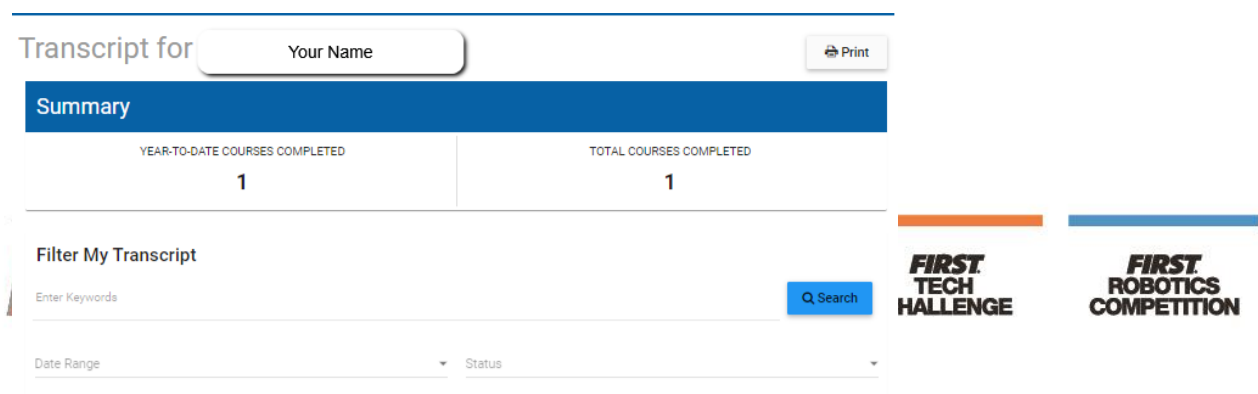 Transcript for Your Name
Print
Summary
YEAR-TO-DATE COURSES COMPLETED
1
TOTAL COURSES COMPLETED
1
Filter My Transcript
Enter Keywords
Search
Date Range
Status
FIRST
TECH
HALLENGE
FIRST
ROBOTICS
COMPETITION